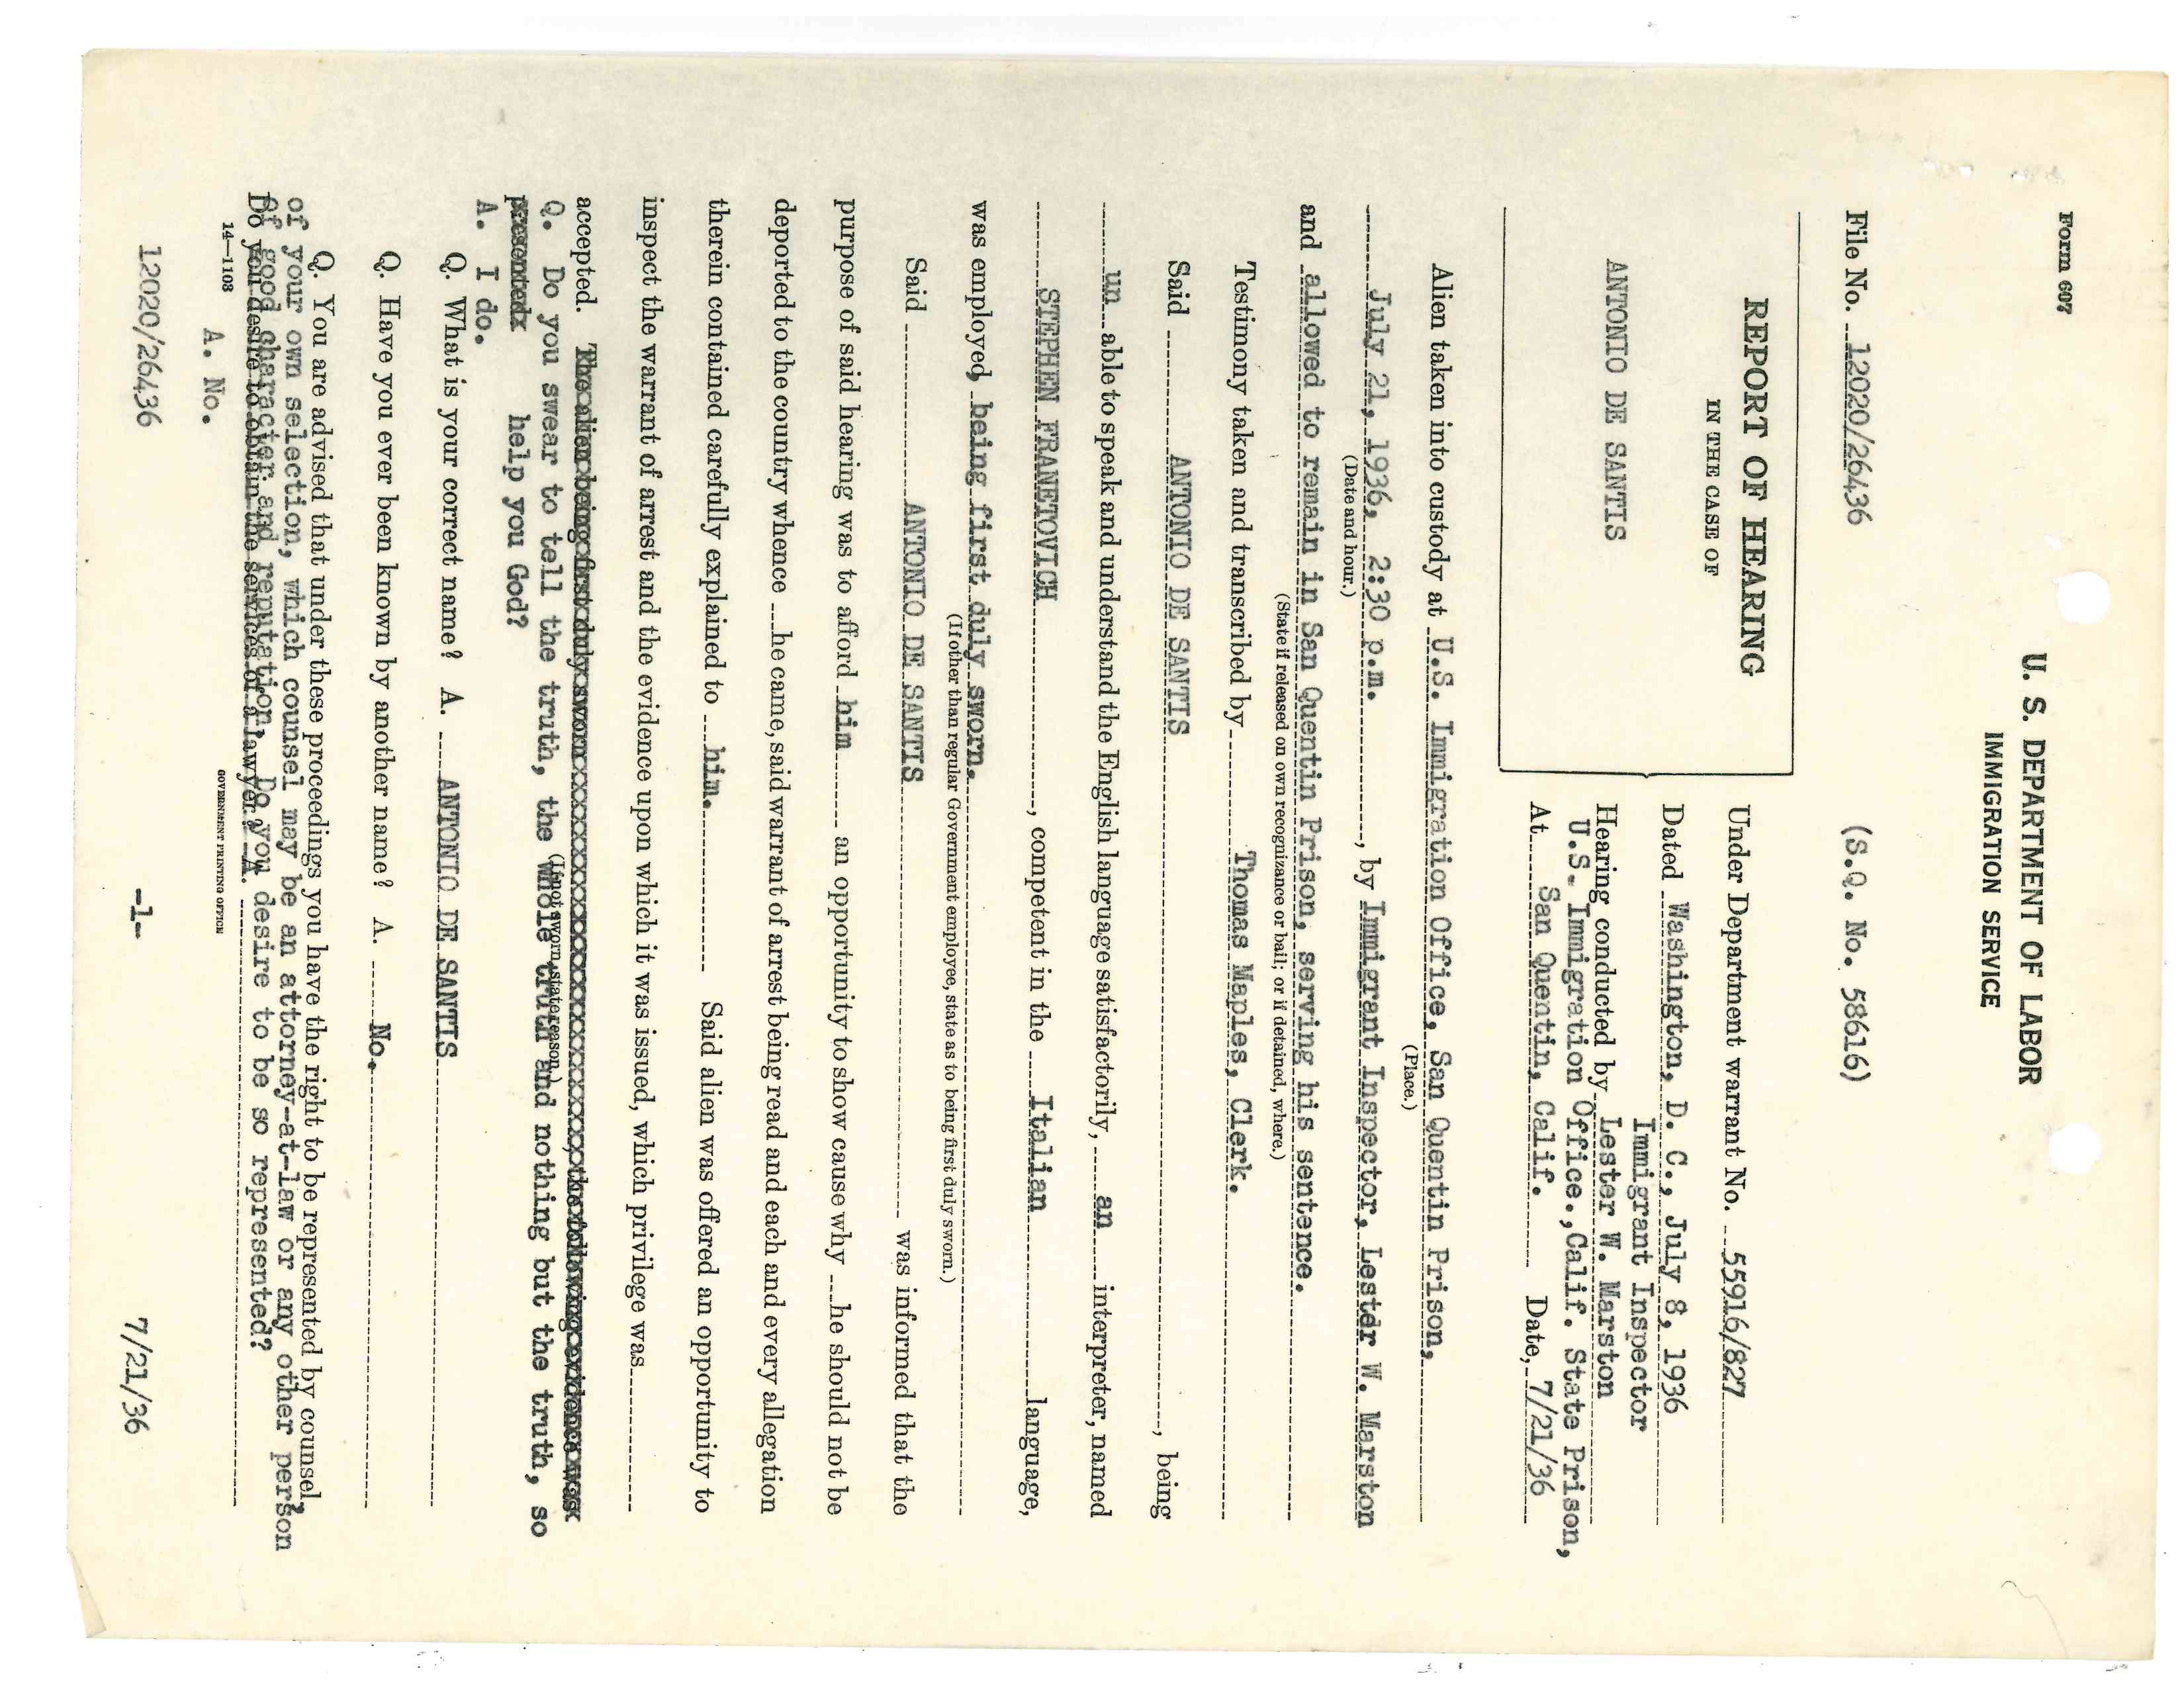 Form 607
U. S. DEPARTMENT OF LABOR
IMMIGRATION SERVICE
File No. 12020/26436 (S.Q. No. 58616)
REPORT OF HEARING
IN THE CASE OF
ANTONIO DE SANTIS
Under Department warrant No. 55916/827
Dated Washington, D. C., July 8, 1936
Immigrant Inspector
Hearing conducted by Lester W. Marston
U.S. Immigration Office.,Calif. State Prison,
At San Quentin, Calif. Date, 7/21/36
Alien taken into custody at U.S. Immigration Office, San Quentin Prison,
(Place.)
July 21, 1936, 2:30 p.m. , by Immigrant Inspector, Lester W. Marston
(Date and hour.)
and allowed to remain in San Quentin Prison, serving his sentence.
(State if released on own recognizance or bail; or if detained, where.)
Testimony taken and transcribed by Thomas Maples, Clerk.
Said ANTONIO DE SANTIS , being
un able to speak and understand the English language satisfactorily, an interpreter, named
STEPHEN FRANETOVICH , competent in the Italian language,
was employed, being first duly sworn.
(If other than regular Government employee, state as to being first duly sworn.)
Said ANTONIO DE SANTIS was informed that the
purpose of said hearing was to afford him an opportunity to show cause why he should not be
deported to the country whence he came, said warrant of arrest being read and each and every allegation
therein contained carefully explained to him. Said alien was offered an opportunity to
inspect the warrant of arrest and the evidence upon which it was issued, which privilege was
accepted. The alien being first duly sworn xxxxxxxxxxxxxxxxxxxxxxxxx, the following evidence was
(If not sworn, state reason.)
Q. Do you swear to tell the truth, the whole truth and nothing but the truth, so
presented: help you God?
A. I do.
Q. What is your correct name? A. ANTONIO DE SANTIS
Q. Have you ever been known by another name? A. No.
Q. You are advised that under these proceedings you have the right to be represented by counsel,
of your own selection, which counsel may be an attorney-at-law or any other person
of good character and reputation. Do you desire to be so represented?
Do you desire to obtain the services of a lawyer? A.
14—1103 GOVERNMENT PRINTING OFFICE
A. No.
12020/26436 -1- 7/21/36